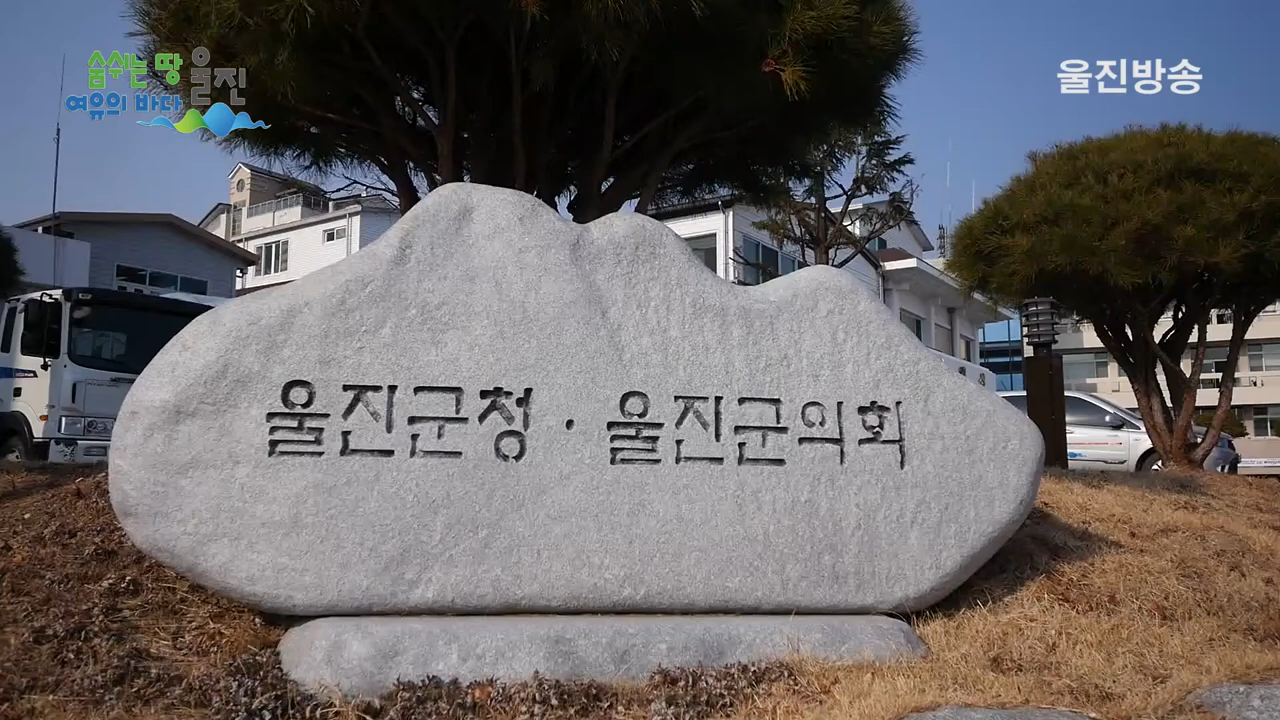 숨쉬는 땅 울진
여유의 바다
울진방송
울진군청 · 울진군의회